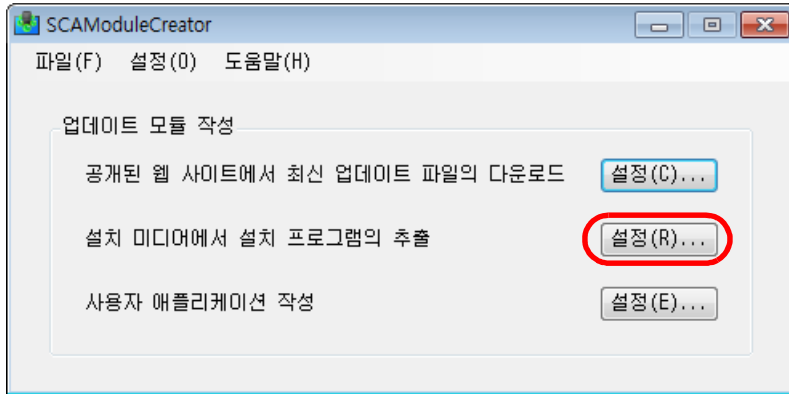 SCAModuleCreator
파일(F) 설정(O) 도움말(H)
업데이트 모듈 작성
공개된 웹 사이트에서 최신 업데이트 파일의 다운로드 설정(C)...
설치 미디어에서 설치 프로그램의 추출 설정(R)...
사용자 애플리케이션 작성 설정(E)...